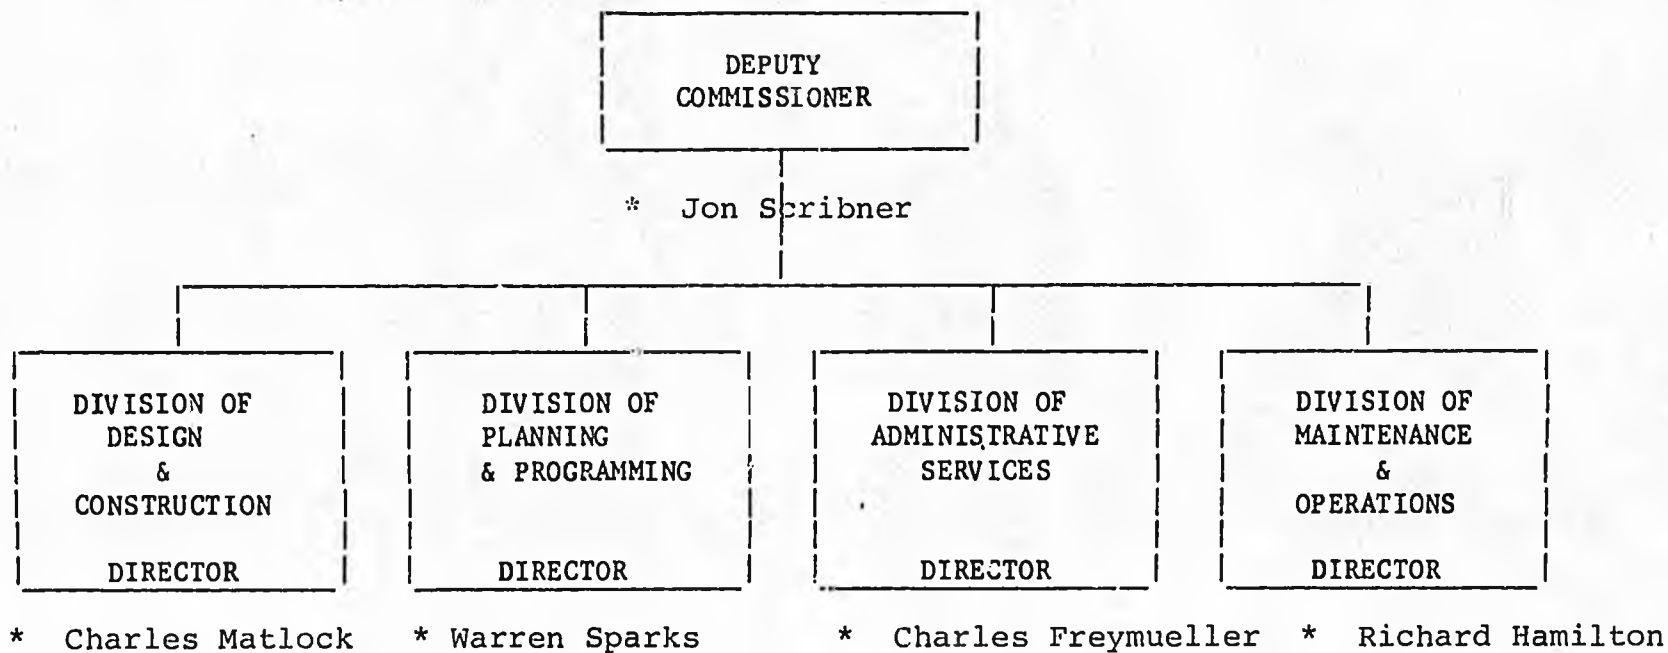 DEPUTY
COMMISSIONER
* Jon Scribner
DIVISION OF
DESIGN
&
CONSTRUCTION
DIRECTOR
DIVISION OF
PLANNING
& PROGRAMMING
DIRECTOR
DIVISION OF
ADMINISTRATIVE
SERVICES
DIRECTOR
DIVISION OF
MAINTENANCE
&
OPERATIONS
DIRECTOR
* Charles Matlock
* Warren Sparks
* Charles Freymueller
* Richard Hamilton